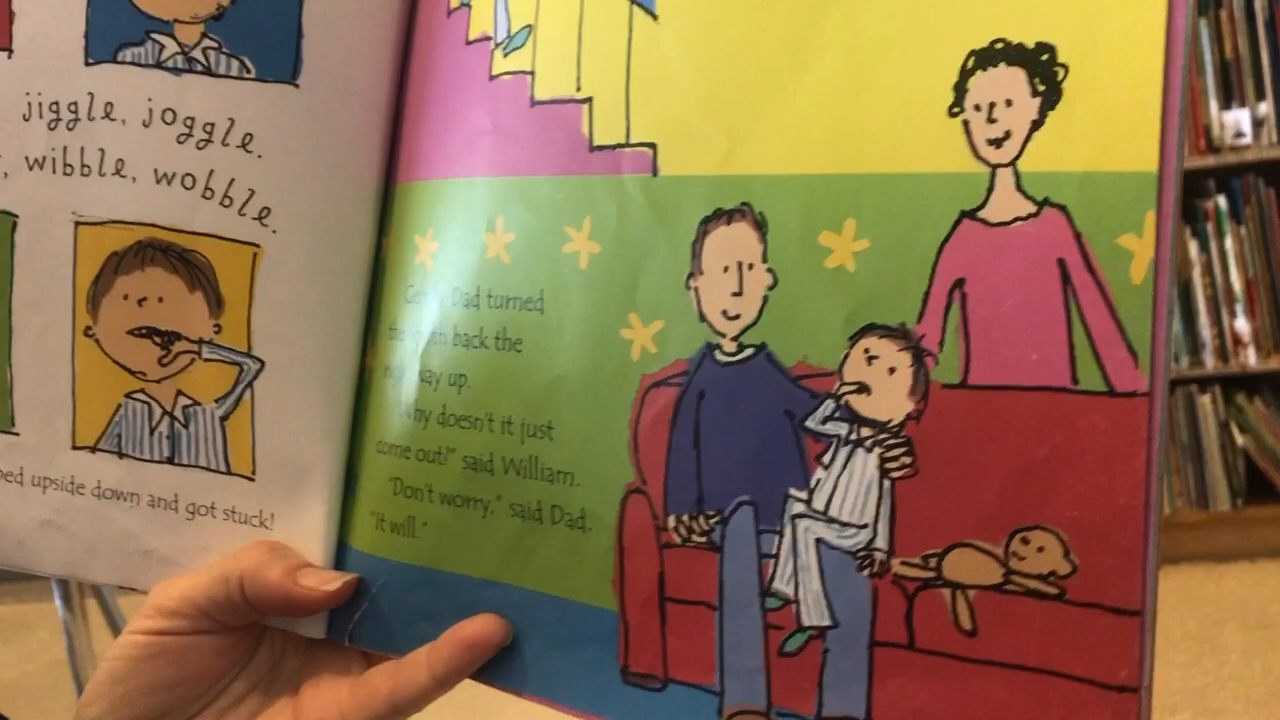 jiggle, joggle.
, wibble, wobble.
upside down and got stuck!
Dad turned
back the
way up.
Why doesn't it just
come out?" said William.
"Don't worry," said Dad.
"It will."